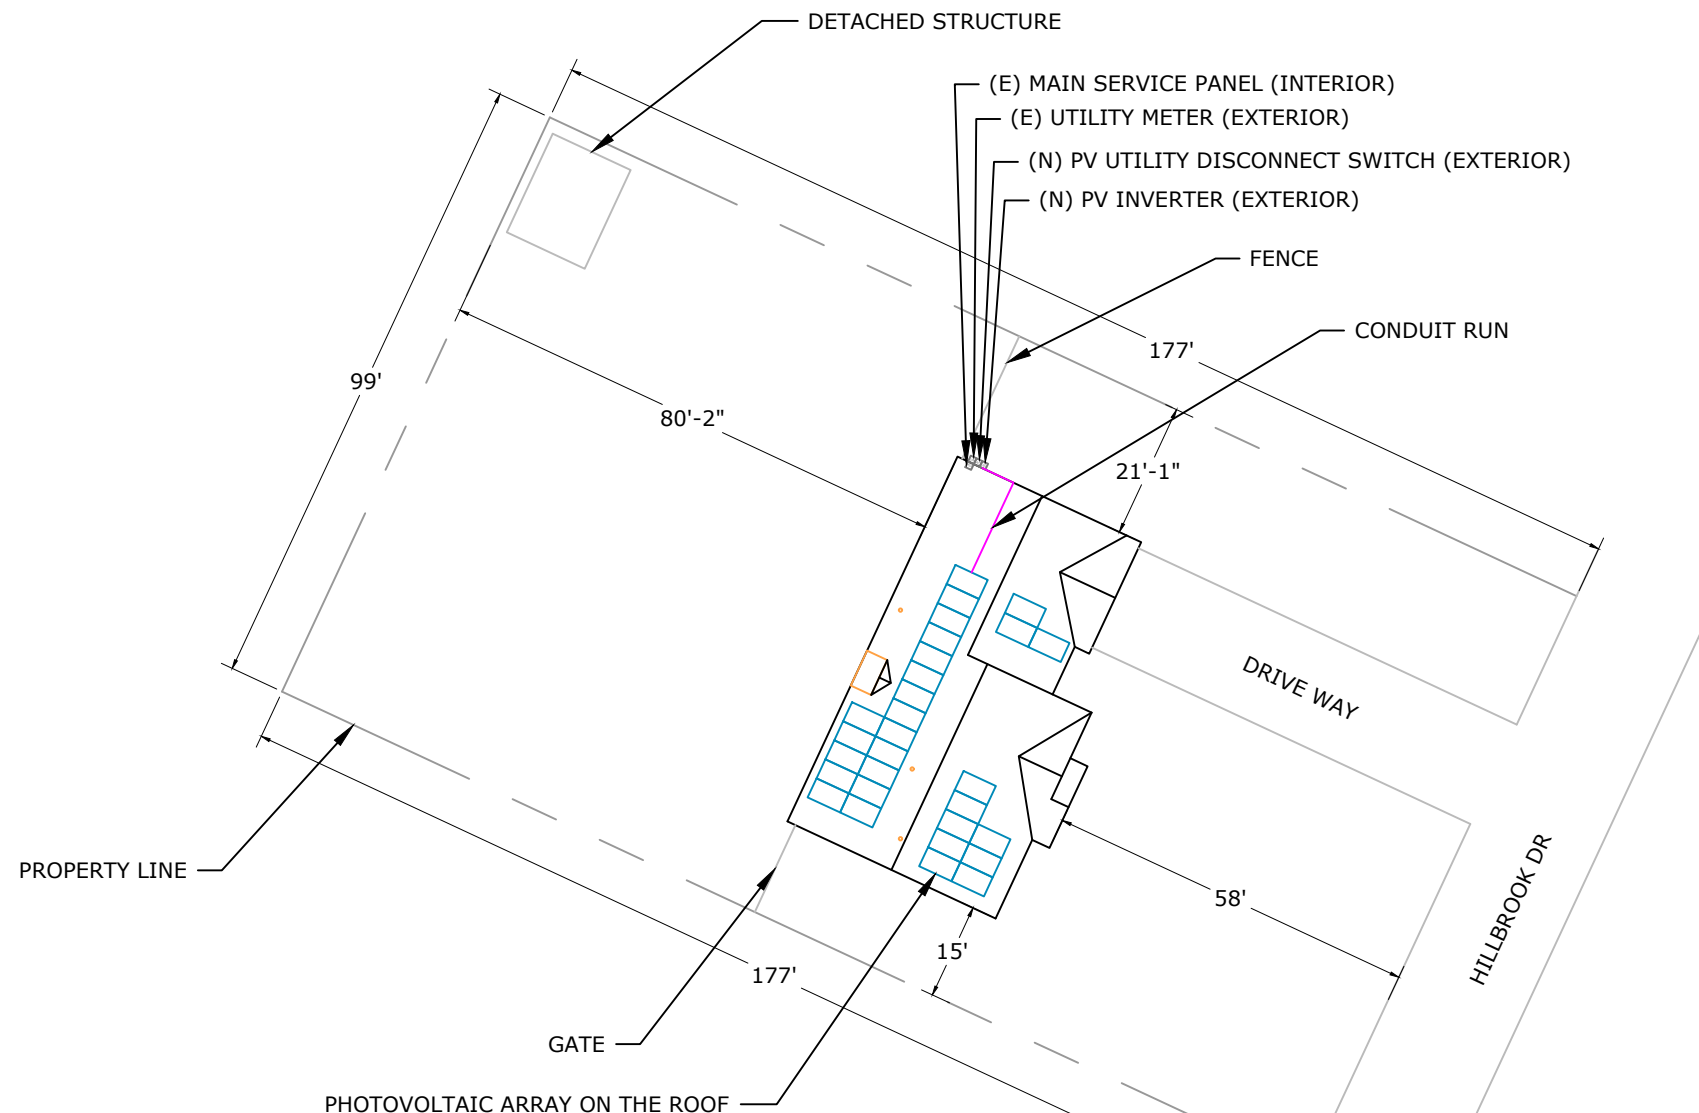 DETACHED STRUCTURE
(E) MAIN SERVICE PANEL (INTERIOR)
(E) UTILITY METER (EXTERIOR)
(N) PV UTILITY DISCONNECT SWITCH (EXTERIOR)
(N) PV INVERTER (EXTERIOR)
FENCE
CONDUIT RUN
177'
99'
80'-2"
21'-1"
DRIVE WAY
PROPERTY LINE
58'
HILLBROOK DR
15'
177'
GATE
PHOTOVOLTAIC ARRAY ON THE ROOF